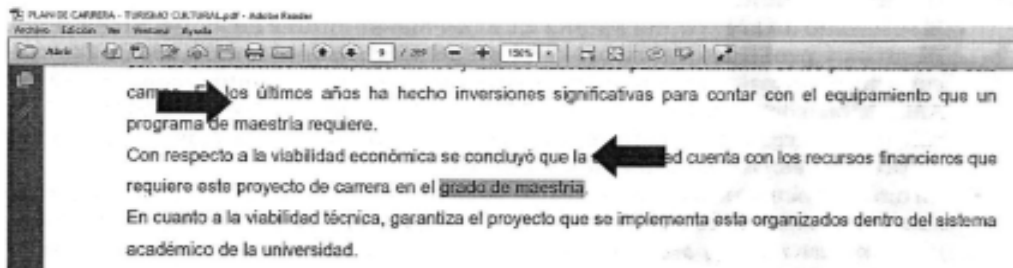 PLAN DE CARRERA - TURISMO CULTURAL.pdf - Adobe Reader
Archivo Edición Ver Ventana Ayuda
Abrir 9 / 269 150%
los últimos años ha hecho inversiones significativas para contar con el equipamiento que un
programa de maestría requiere.
Con respecto a la viabilidad económica se concluyó que la ed cuenta con los recursos financieros que
requiere este proyecto de carrera en el grado de maestría.
En cuanto a la viabilidad técnica, garantiza el proyecto que se implementa esta organizados dentro del sistema
académico de la universidad.